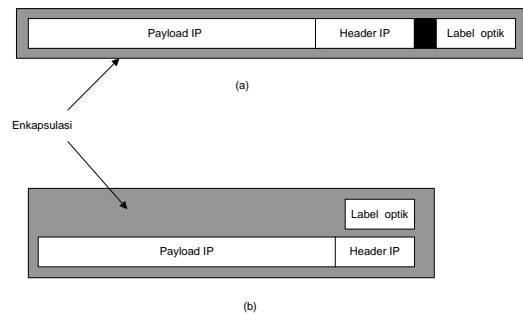 Payload IP Header IP Label optik
(a)
Enkapsulasi
Label optik
Payload IP Header IP
(b)